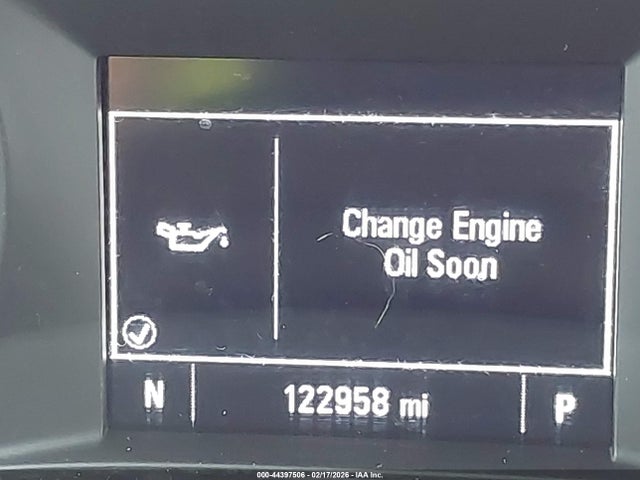 Change Engine
Oil Soon
N 122958 mi P
000-44397506 - 02/17/2026 - IAA Inc.